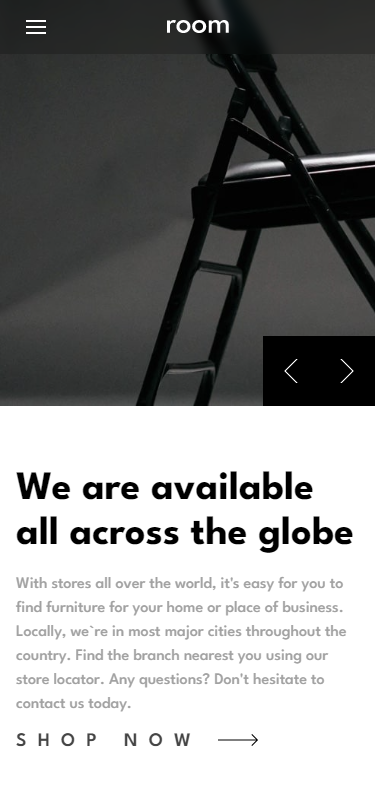 room
We are available
all across the globe
With stores all over the world, it's easy for you to
find furniture for your home or place of business.
Locally, we`re in most major cities throughout the
country. Find the branch nearest you using our
store locator. Any questions? Don't hesitate to
contact us today.
SHOP NOW